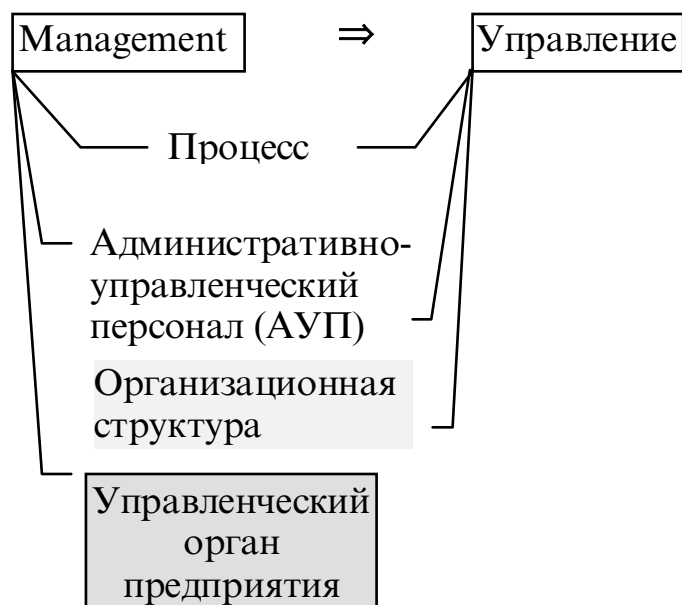 Management ⇒ Управление
Процесс
Административно-
управленческий
персонал (АУП)
Организационная
структура
Управленческий
орган
предприятия